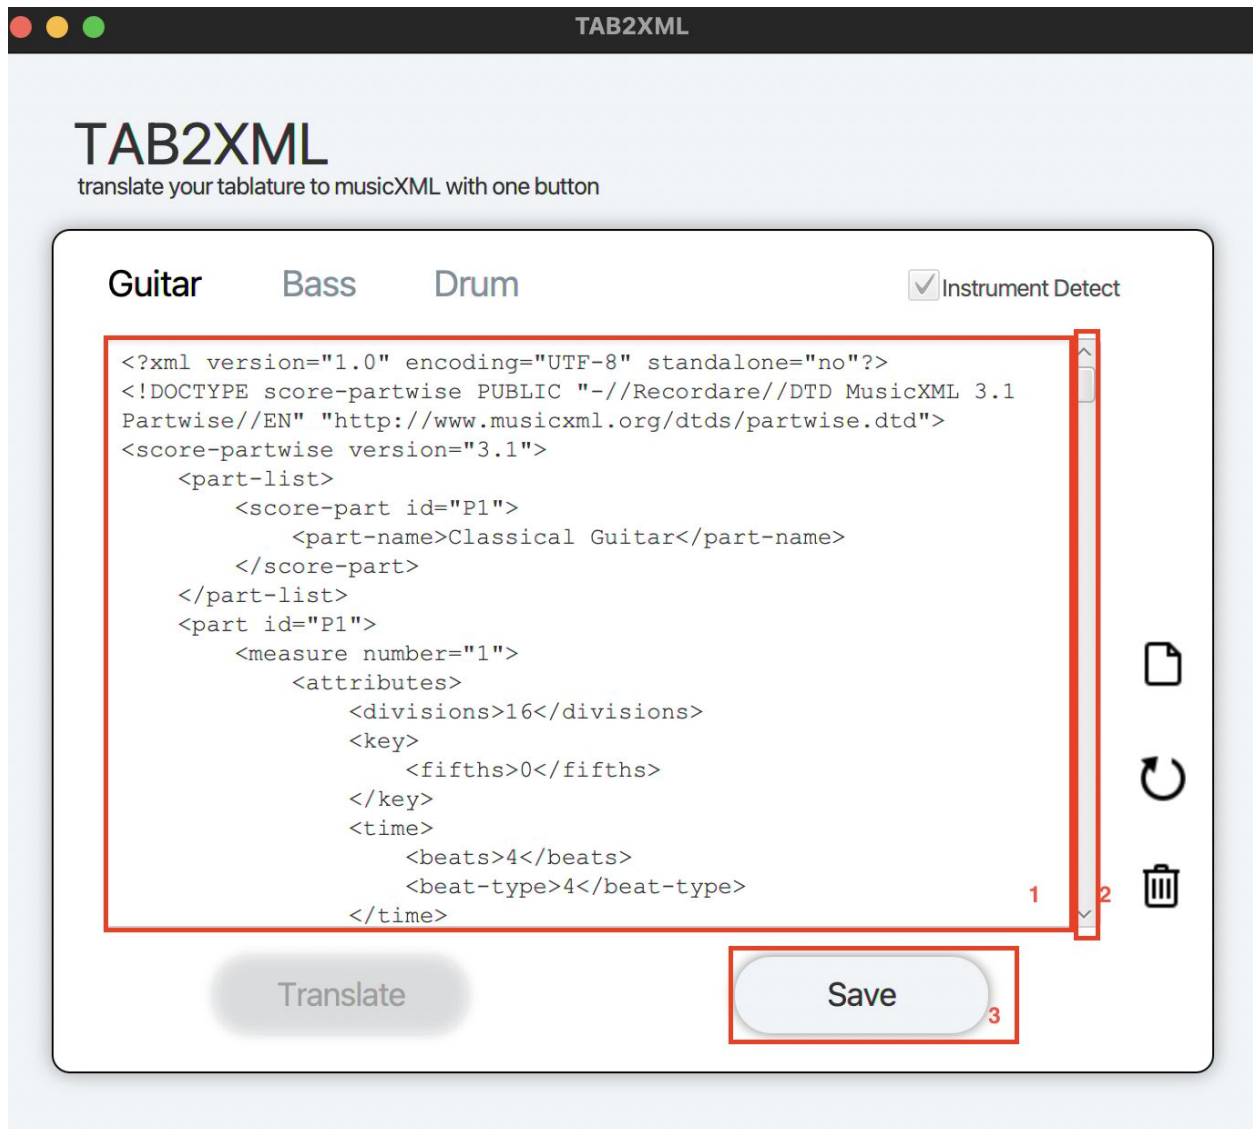 TAB2XML
TAB2XML
translate your tablature to musicXML with one button
Guitar Bass Drum Instrument Detect
<?xml version="1.0" encoding="UTF-8" standalone="no"?>
<!DOCTYPE score-partwise PUBLIC "-//Recordare//DTD MusicXML 3.1
Partwise//EN" "http://www.musicxml.org/dtds/partwise.dtd">
<score-partwise version="3.1">
    <part-list>
        <score-part id="P1">
            <part-name>Classical Guitar</part-name>
        </score-part>
    </part-list>
    <part id="P1">
        <measure number="1">
            <attributes>
                <divisions>16</divisions>
                <key>
                    <fifths>0</fifths>
                </key>
                <time>
                    <beats>4</beats>
                    <beat-type>4</beat-type>
                </time>
1 2
Translate Save
3